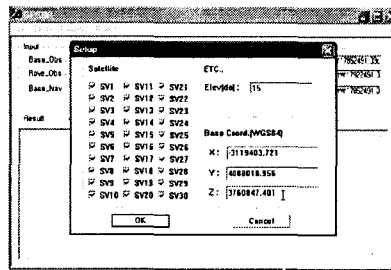 Input
Base_Obs
Rove_Obs
Base_Nav
Result
Setup
Satellite
SV1 SV11 SV21
SV2 SV12 SV22
SV3 SV13 SV23
SV4 SV14 SV24
SV5 SV15 SV25
SV6 SV16 SV26
SV7 SV17 SV27
SV8 SV18 SV28
SV9 SV19 SV29
SV10 SV20 SV30
ETC.,
Elev(de): 15
Base Coord.(WGS84)
X: -3119403.721
Y: 4086018.956
Z: 3760847.401
OK
Cancel